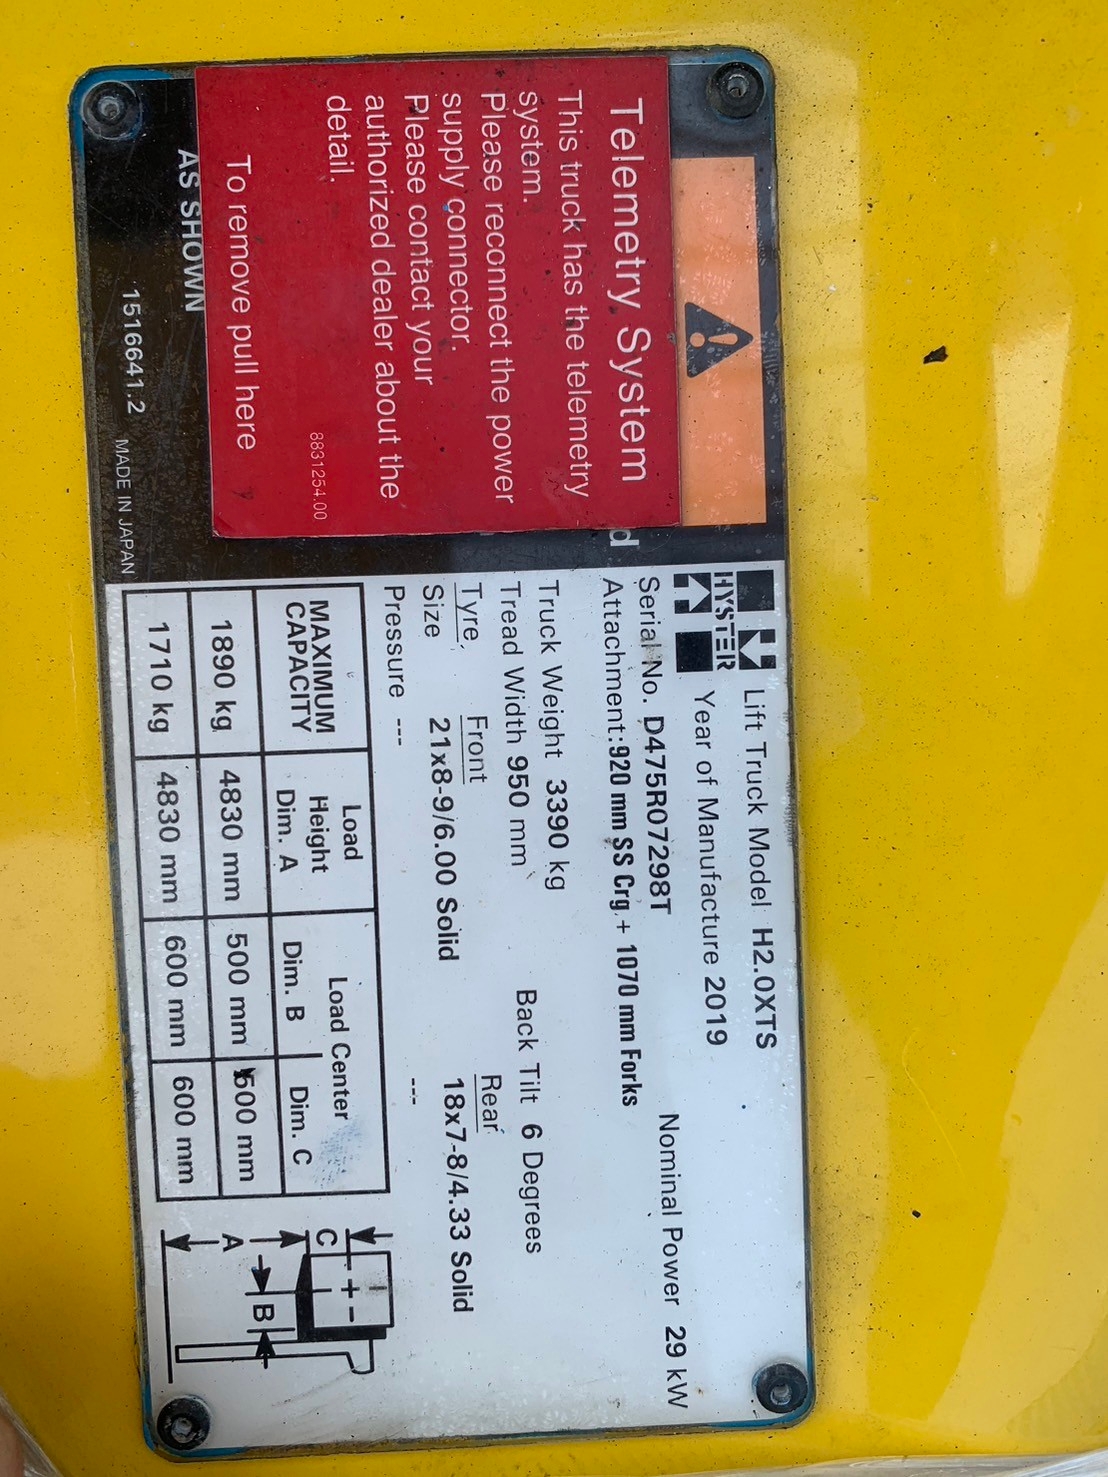 Telemetry System
This truck has the telemetry
system.
Please reconnect the power
supply connector.
Please contact your
authorized dealer about the
detail.
8831254.00
To remove pull here
d
AS SHOWN
1516641.2 MADE IN JAPAN
HYSTER
Lift Truck Model H2.0XTS
Year of Manufacture 2019
Serial No. D475R07298T Nominal Power 29 kW
Attachment: 920 mm SS Crg. + 1070 mm Forks
Truck Weight 3390 kg
Tread Width 950 mm Back Tilt 6 Degrees
Tyre Front Rear
Size 21x8-9/6.00 Solid 18x7-8/4.33 Solid
Pressure --- ---
MAXIMUM CAPACITY Load Height Dim. A Load Center Dim. B Dim. C
1890 kg 4830 mm 500 mm 500 mm
1710 kg 4830 mm 600 mm 600 mm
C
A
B